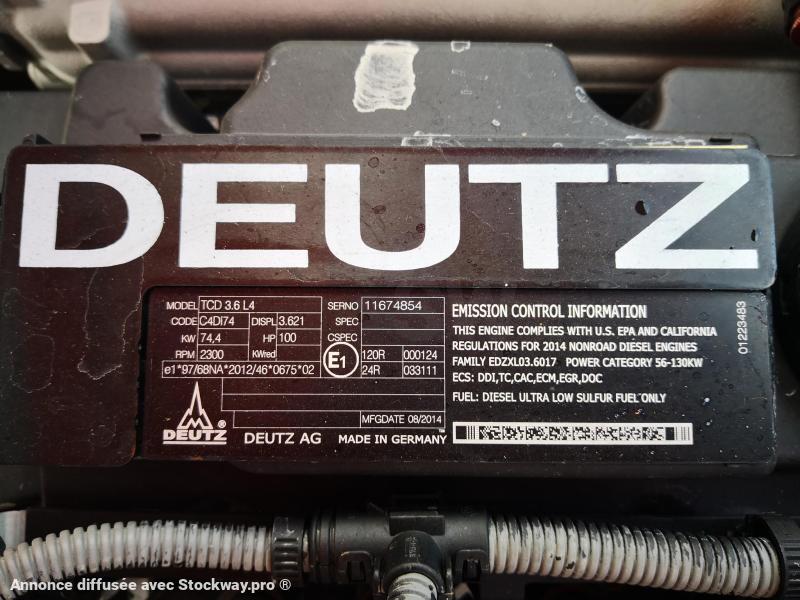 DEUTZ
MODEL TCD 3.6 L4 SERNO 11674854
CODE C4DI74 DISPL 3.621 SPEC
KW 74,4 HP 100 CSPEC
RPM 2300 KWred E1 120R 000124
e1*97/68NA*2012/46*0675*02 24R 033111
MFGDATE 08/2014
DEUTZ ® DEUTZ AG MADE IN GERMANY
EMISSION CONTROL INFORMATION
THIS ENGINE COMPLIES WITH U.S. EPA AND CALIFORNIA
REGULATIONS FOR 2014 NONROAD DIESEL ENGINES
FAMILY EDZXL03.6017 POWER CATEGORY 56-130KW
ECS: DDI,TC,CAC,ECM,EGR,DOC
FUEL: DIESEL ULTRA LOW SULFUR FUEL ONLY
01223483
Annonce diffusée avec Stockway.pro ®